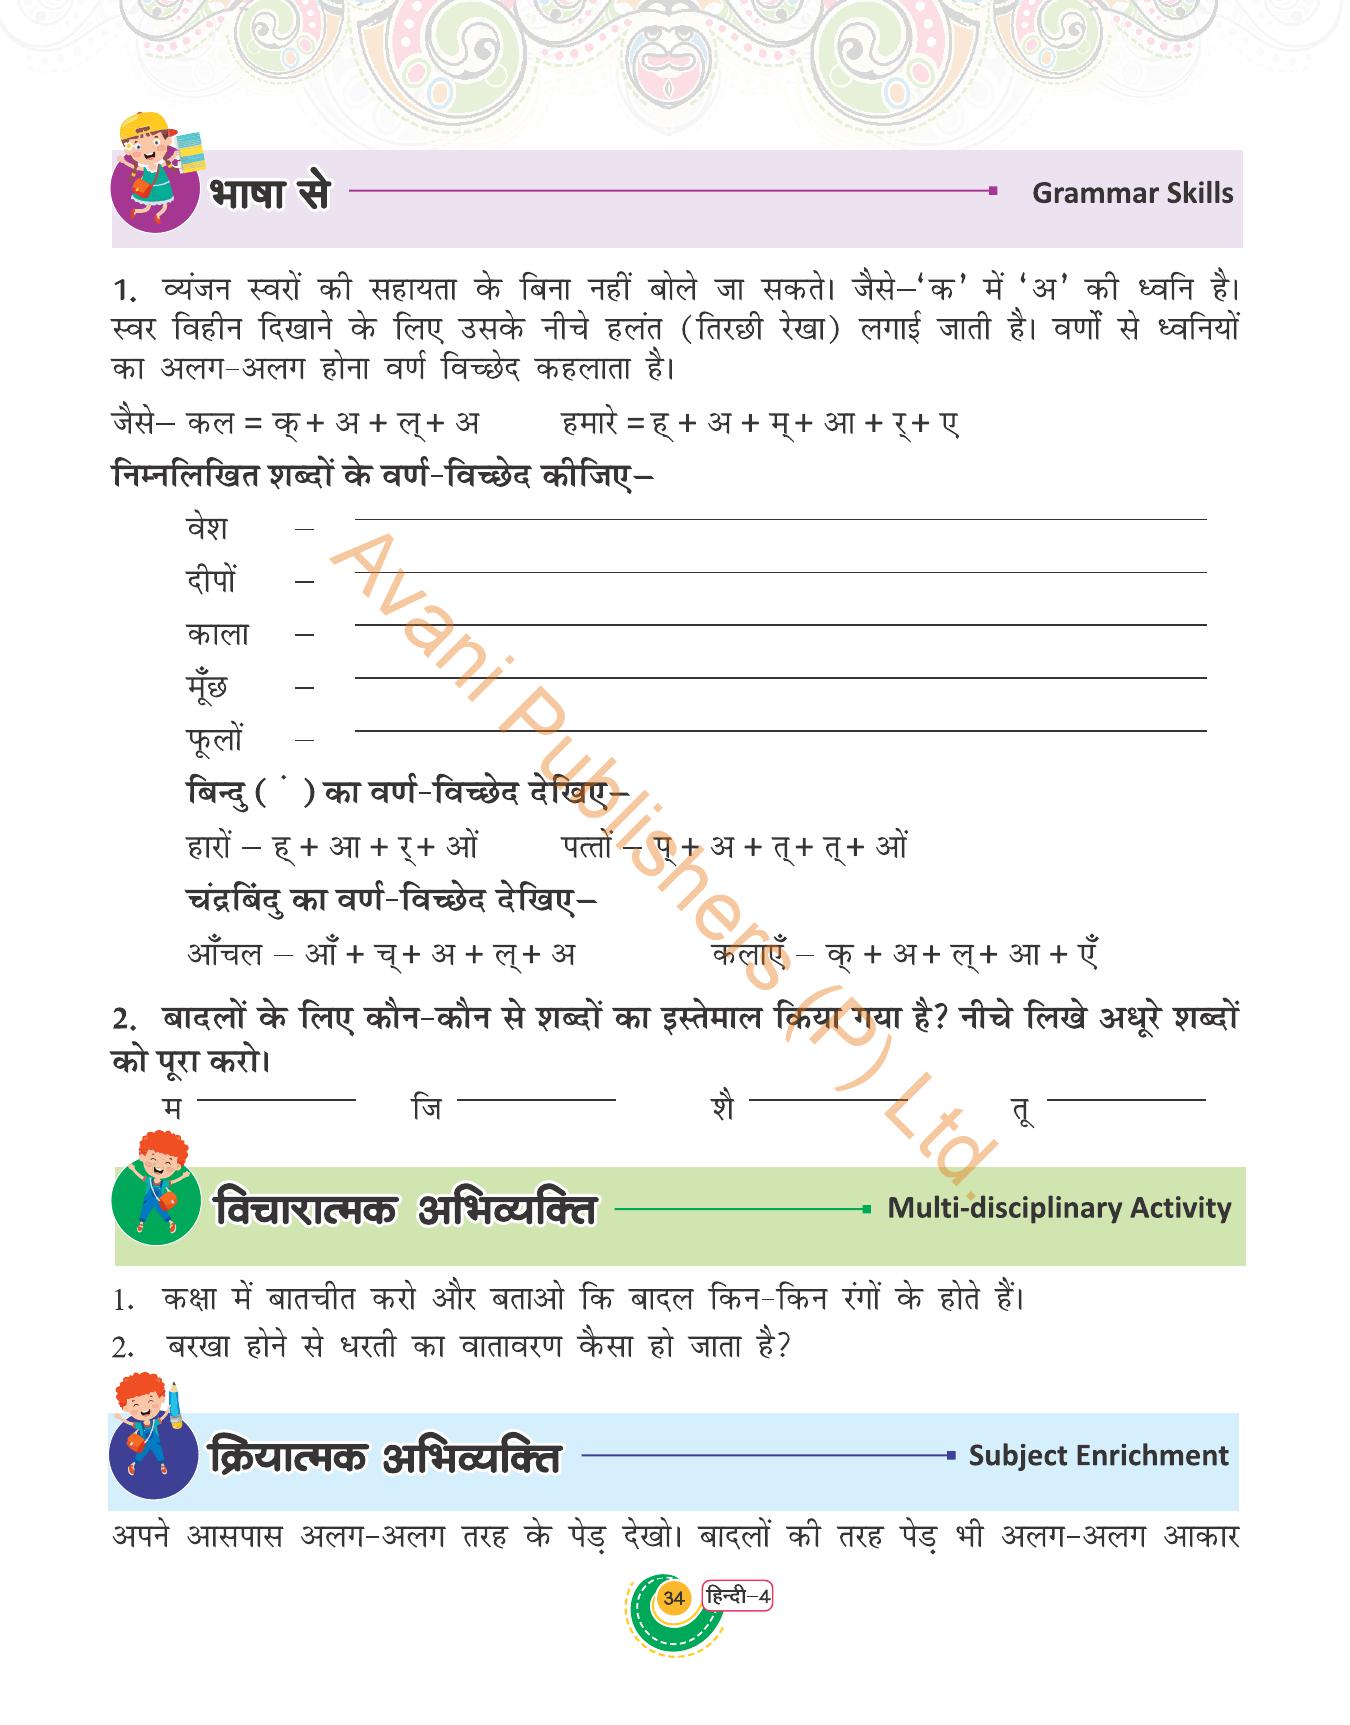 भाषा से Grammar Skills
1. व्यंजन स्वरों की सहायता के बिना नहीं बोले जा सकते। जैसे–‘क’ में ‘अ’ की ध्वनि है।
स्वर विहीन दिखाने के लिए उसके नीचे हलंत (तिरछी रेखा) लगाई जाती है। वर्णों से ध्वनियों
का अलग-अलग होना वर्ण विच्छेद कहलाता है।
जैसे– कल = क् + अ + ल् + अ हमारे = ह् + अ + म् + आ + र् + ए
निम्नलिखित शब्दों के वर्ण-विच्छेद कीजिए–
वेश –
दीपों –
काला –
मूँछ –
फूलों –
बिन्दु ( ं ) का वर्ण-विच्छेद देखिए–
हारों – ह् + आ + र् + ओं पत्तों – प् + अ + त् + त् + ओं
चंद्रबिंदु का वर्ण-विच्छेद देखिए–
आँचल – आँ + च् + अ + ल् + अ कलाएँ – क् + अ + ल् + आ + एँ
2. बादलों के लिए कौन-कौन से शब्दों का इस्तेमाल किया गया है? नीचे लिखे अधूरे शब्दों
को पूरा करो।
म जि शै तू
विचारात्मक अभिव्यक्ति Multi-disciplinary Activity
1. कक्षा में बातचीत करो और बताओ कि बादल किन-किन रंगों के होते हैं।
2. बरखा होने से धरती का वातावरण कैसा हो जाता है?
क्रियात्मक अभिव्यक्ति Subject Enrichment
अपने आसपास अलग-अलग तरह के पेड़ देखो। बादलों की तरह पेड़ भी अलग-अलग आकार
34 हिन्दी–4
Avani Publishers (P) Ltd.